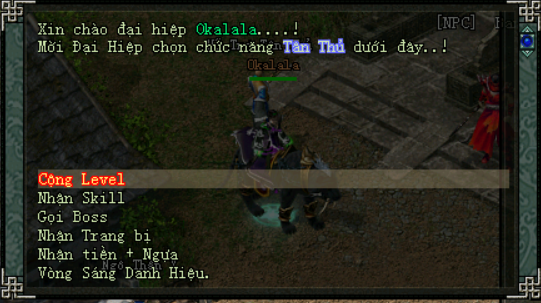 Xin chào đại hiệp Okalala....!
[NPC]
Mời Đại Hiệp chọn chức năng Tân Thủ dưới đây..!
Okalala
Cộng Level
Nhận Skill
Gọi Boss
Nhận Trang bị
Nhận tiền + Ngựa
Vòng Sáng Danh Hiệu.